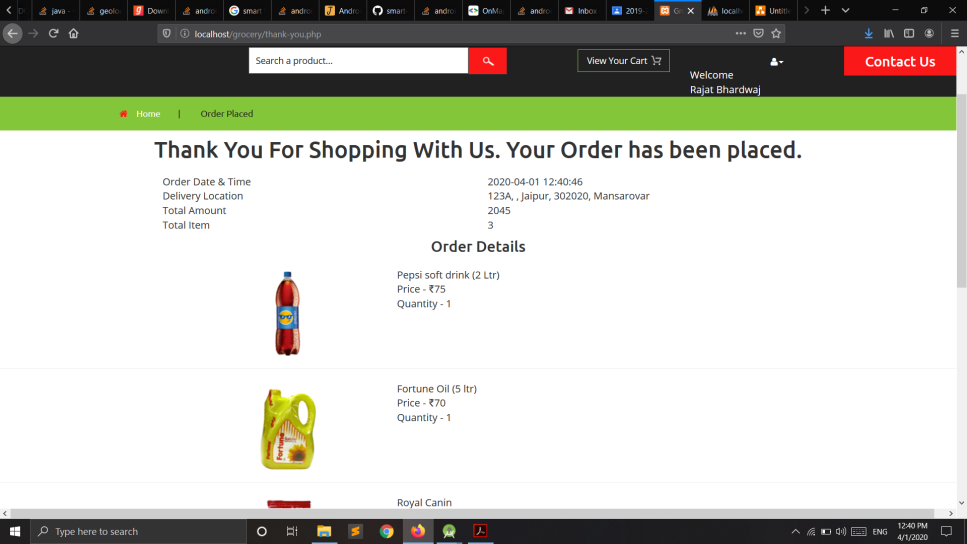 java -
geolo
Down
andro
smart
andro
Andro
smart
andro
OnMa
andro
Inbox
2019-
Gr
localh
Untitle
localhost/grocery/thank-you.php
Search a product...
View Your Cart
Contact Us
Welcome
Rajat Bhardwaj
Home | Order Placed
Thank You For Shopping With Us. Your Order has been placed.
Order Date & Time 2020-04-01 12:40:46
Delivery Location 123A, , Jaipur, 302020, Mansarovar
Total Amount 2045
Total Item 3
Order Details
Pepsi soft drink (2 Ltr)
Price - ₹75
Quantity - 1
Fortune Oil (5 ltr)
Price - ₹70
Quantity - 1
Fortune
Royal Canin
Type here to search
ENG
12:40 PM
4/1/2020